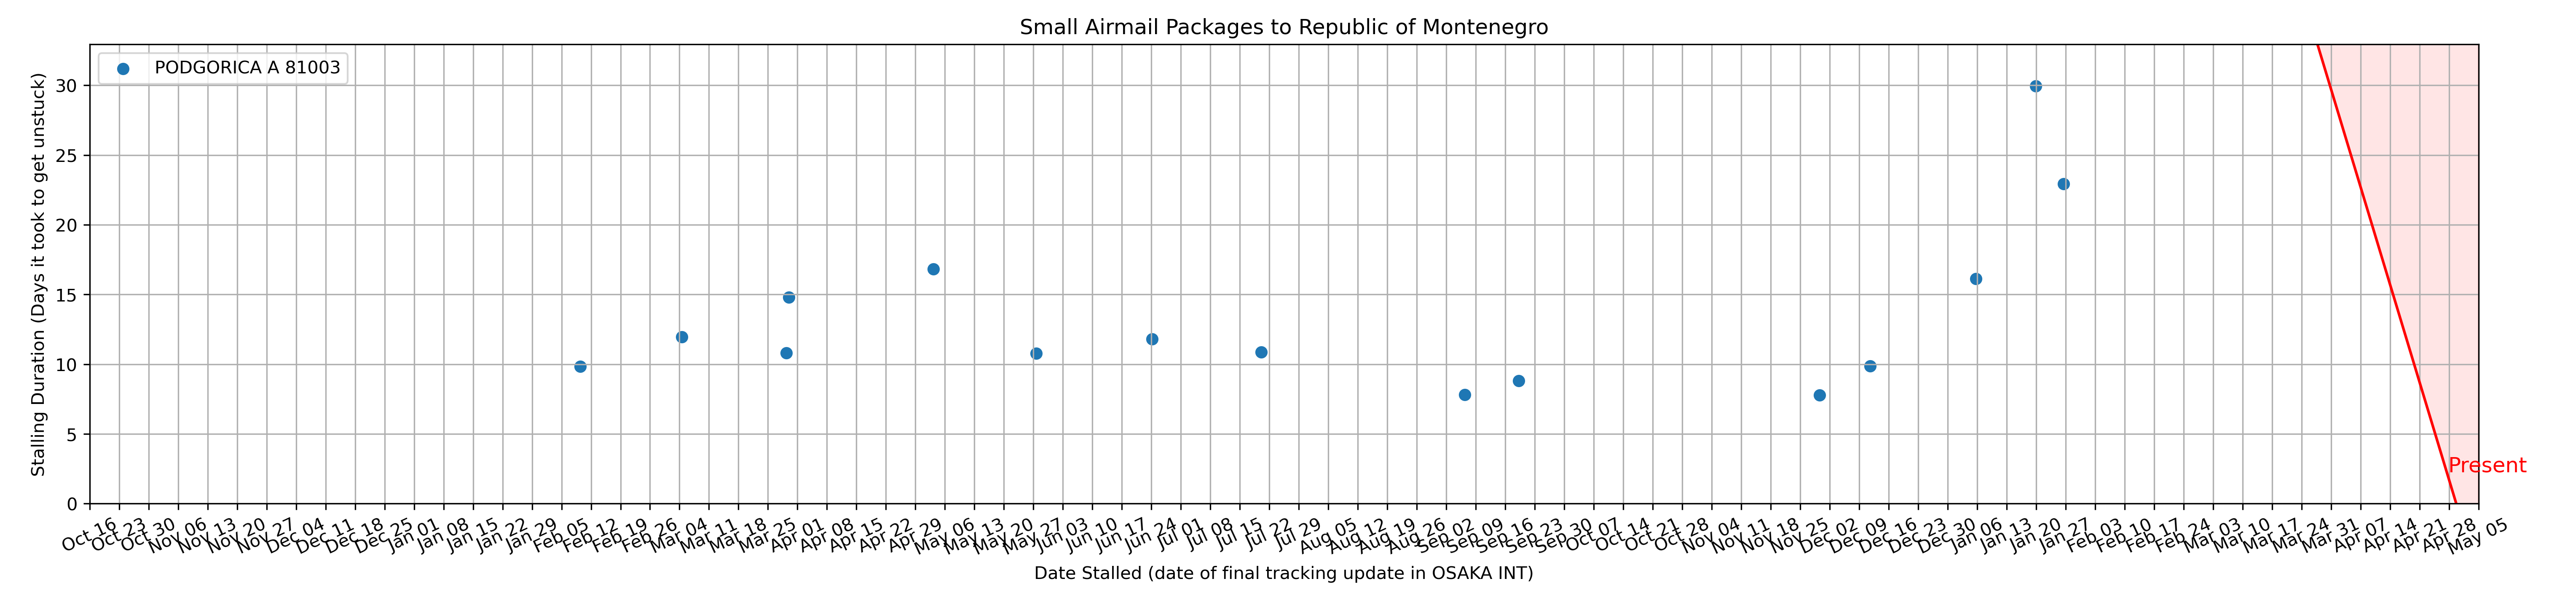 Small Airmail Packages to Republic of Montenegro
PODGORICA A 81003
Stalling Duration (Days it took to get unstuck)
30
25
20
15
10
5
0
Present
Oct 16 Oct 23 Oct 30 Nov 06 Nov 13 Nov 20 Nov 27 Dec 04 Dec 11 Dec 18 Dec 25 Jan 01 Jan 08 Jan 15 Jan 22 Jan 29 Feb 05 Feb 12 Feb 19 Feb 26 Mar 04 Mar 11 Mar 18 Mar 25 Apr 01 Apr 08 Apr 15 Apr 22 Apr 29 May 06 May 13 May 20 May 27 Jun 03 Jun 10 Jun 17 Jun 24 Jul 01 Jul 08 Jul 15 Jul 22 Jul 29 Aug 05 Aug 12 Aug 19 Aug 26 Sep 02 Sep 09 Sep 16 Sep 23 Sep 30 Oct 07 Oct 14 Oct 21 Oct 28 Nov 04 Nov 11 Nov 18 Nov 25 Dec 02 Dec 09 Dec 16 Dec 23 Dec 30 Jan 06 Jan 13 Jan 20 Jan 27 Feb 03 Feb 10 Feb 17 Feb 24 Mar 03 Mar 10 Mar 17 Mar 24 Mar 31 Apr 07 Apr 14 Apr 21 Apr 28 May 05
Date Stalled (date of final tracking update in OSAKA INT)